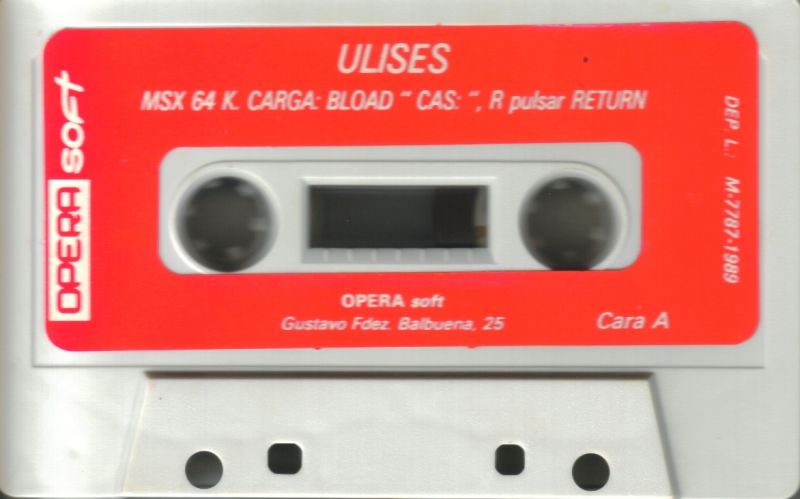 ULISES
MSX 64 K. CARGA: BLOAD " CAS: ", R pulsar RETURN
OPERA soft
DEP. L.: M-7787-1989
OPERA soft
Gustavo Fdez. Balbuena, 25
Cara A